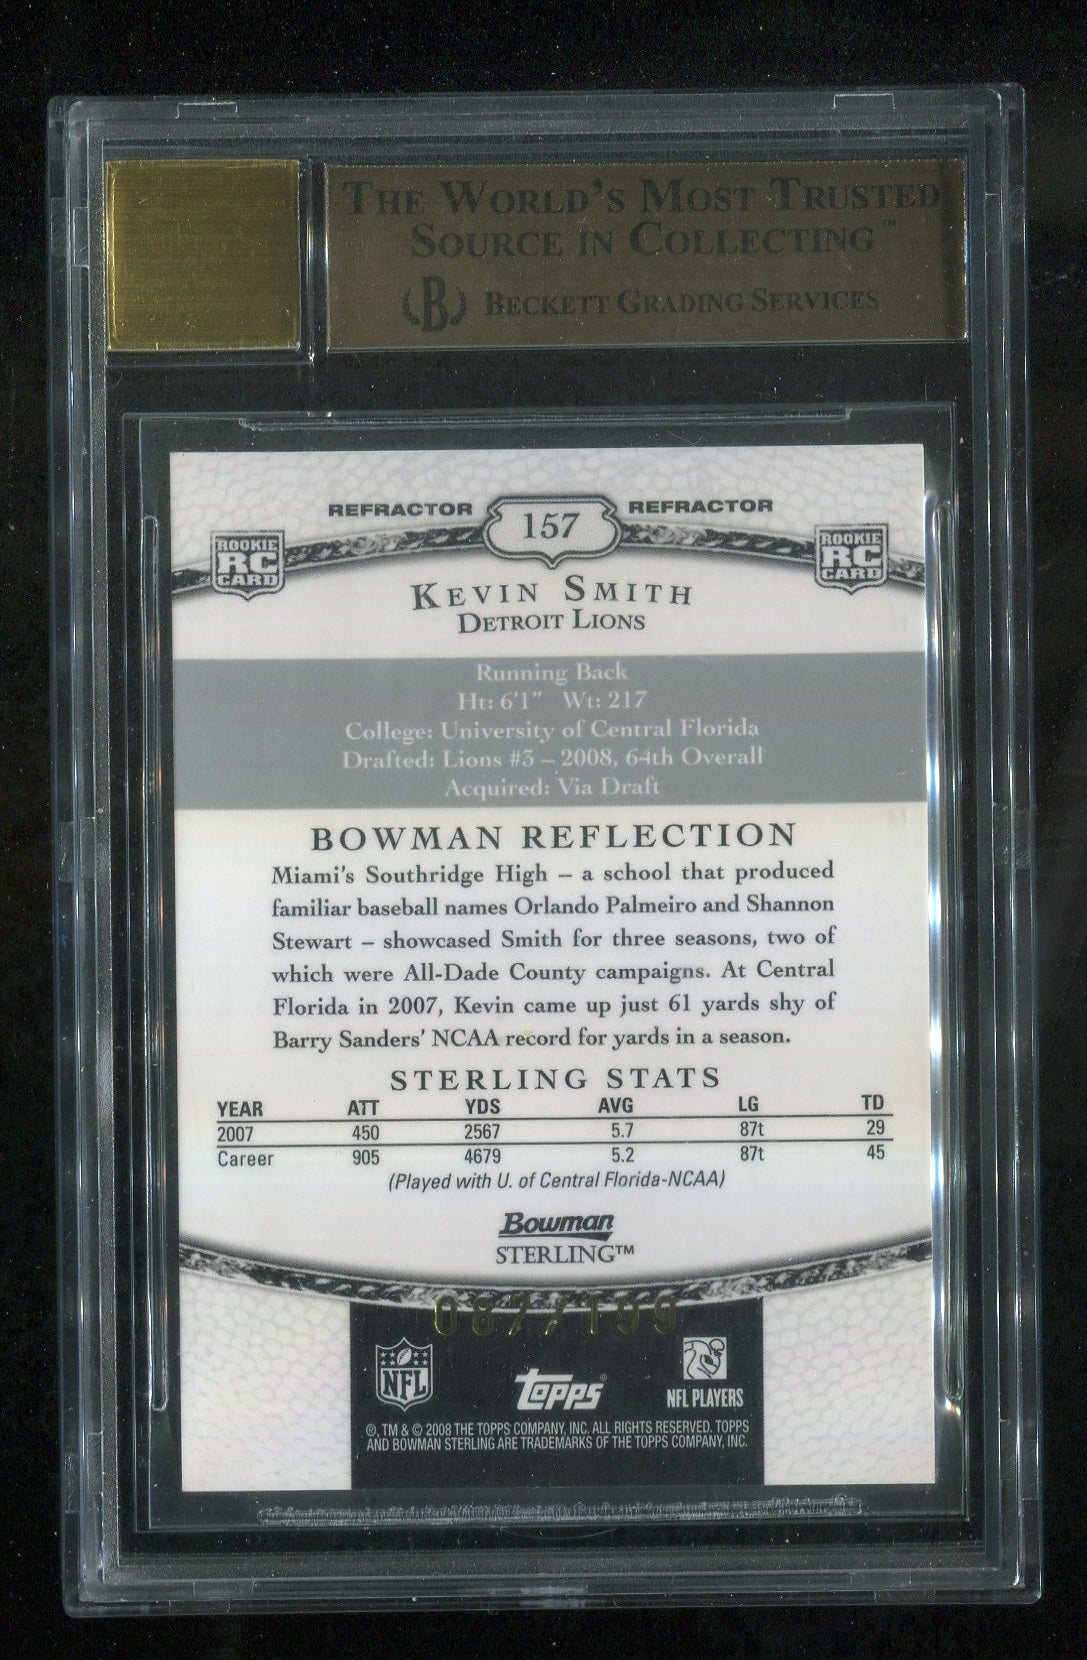 THE WORLD'S MOST TRUSTED
SOURCE IN COLLECTING™
B BECKETT GRADING SERVICES
REFRACTOR 157 REFRACTOR
ROOKIE RC CARD
ROOKIE RC CARD
KEVIN SMITH
DETROIT LIONS
Running Back
Ht: 6'1" Wt: 217
College: University of Central Florida
Drafted: Lions #3 – 2008, 64th Overall
Acquired: Via Draft
BOWMAN REFLECTION
Miami's Southridge High – a school that produced
familiar baseball names Orlando Palmeiro and Shannon
Stewart – showcased Smith for three seasons, two of
which were All-Dade County campaigns. At Central
Florida in 2007, Kevin came up just 61 yards shy of
Barry Sanders' NCAA record for yards in a season.
STERLING STATS
YEAR ATT YDS AVG LG TD
2007 450 2567 5.7 87t 29
Career 905 4679 5.2 87t 45
(Played with U. of Central Florida-NCAA)
Bowman
STERLING™
087/199
NFL topps® NFL PLAYERS
®, TM & © 2008 THE TOPPS COMPANY, INC. ALL RIGHTS RESERVED. TOPPS
AND BOWMAN STERLING ARE TRADEMARKS OF THE TOPPS COMPANY, INC.